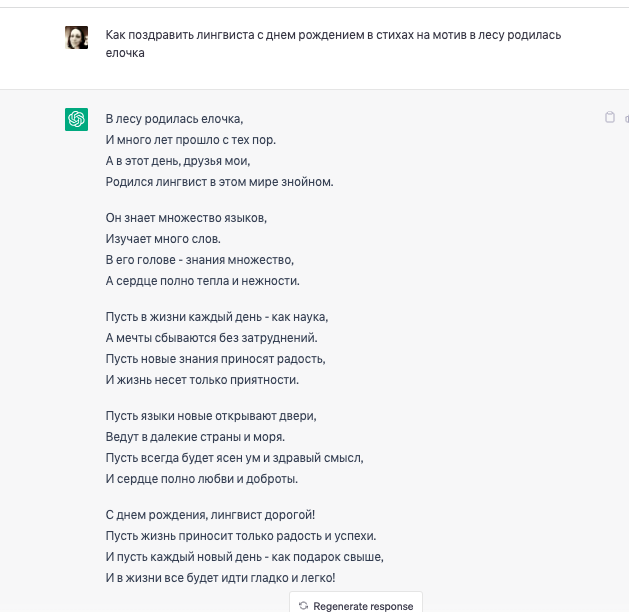 Как поздравить лингвиста с днем рождением в стихах на мотив в лесу родилась
елочка
В лесу родилась елочка,
И много лет прошло с тех пор.
А в этот день, друзья мои,
Родился лингвист в этом мире знойном.
Он знает множество языков,
Изучает много слов.
В его голове - знания множество,
А сердце полно тепла и нежности.
Пусть в жизни каждый день - как наука,
А мечты сбываются без затруднений.
Пусть новые знания приносят радость,
И жизнь несет только приятности.
Пусть языки новые открывают двери,
Ведут в далекие страны и моря.
Пусть всегда будет ясен ум и здравый смысл,
И сердце полно любви и доброты.
С днем рождения, лингвист дорогой!
Пусть жизнь приносит только радость и успехи.
И пусть каждый новый день - как подарок свыше,
И в жизни все будет идти гладко и легко!
Regenerate response